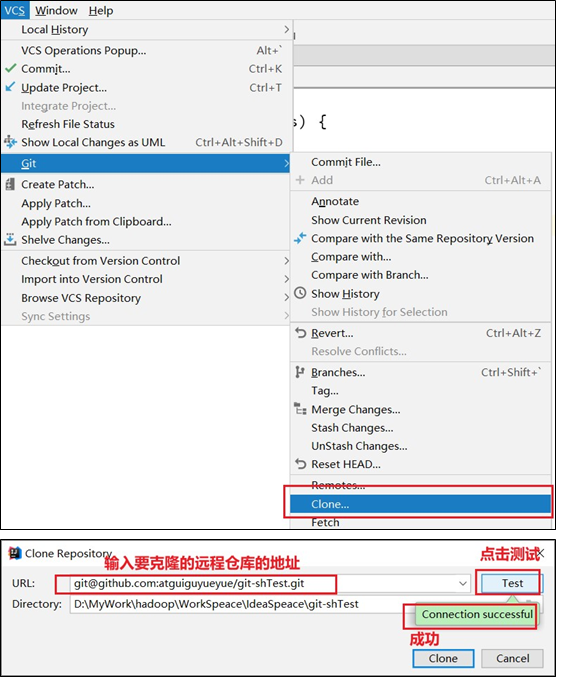 VCS Window Help
Local History
VCS Operations Popup... Alt+`
Commit... Ctrl+K
Update Project... Ctrl+T
Integrate Project...
Refresh File Status
s) {
Show Local Changes as UML Ctrl+Alt+Shift+D
Git
Create Patch...
Apply Patch...
Apply Patch from Clipboard...
Shelve Changes...
Checkout from Version Control
Import into Version Control
Browse VCS Repository
Sync Settings
Commit File...
Add Ctrl+Alt+A
Annotate
Show Current Revision
Compare with the Same Repository Version
Compare with...
Compare with Branch...
Show History
Show History for Selection
Revert... Ctrl+Alt+Z
Resolve Conflicts...
Branches... Ctrl+Shift+`
Tag...
Merge Changes...
Stash Changes...
UnStash Changes...
Reset HEAD...
Remotes...
Clone...
Fetch
Clone Repository
输入要克隆的远程仓库的地址
点击测试
URL: git@github.com:atguiguyueyue/git-shTest.git Test
Directory: D:\MyWork\hadoop\WorkSpeace\IdeaSpeace\git-shTest
Connection successful
成功
Clone Cancel